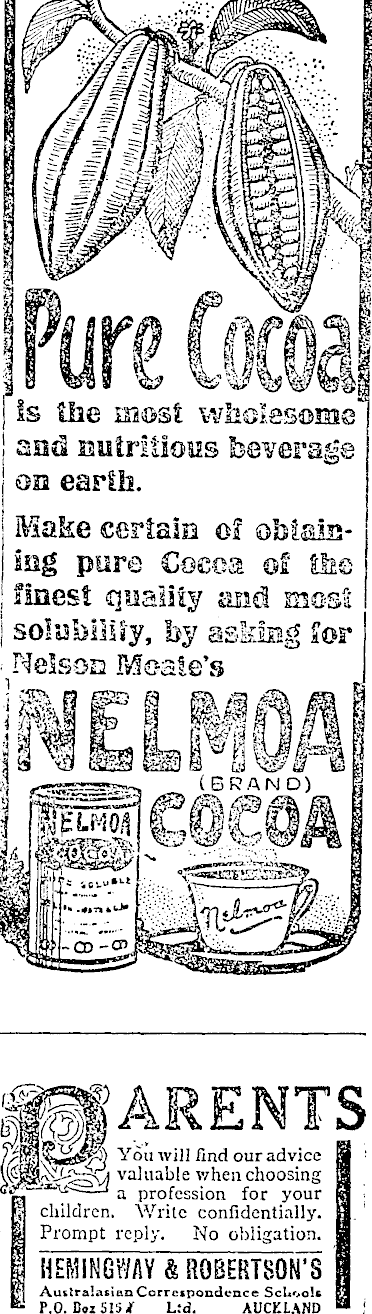 Pure Cocoa
is the most wholesome
and nutritious beverage
on earth.
Make certain of obtain-
ing pure Cocoa of the
finest quality and most
solubility, by asking for
Nelson Moate's
NELMOA
(BRAND)
COCOA
NELMOA
COCOA
SOLUBLE
Nelmoa
PARENTS
You will find our advice
valuable when choosing
a profession for your
children. Write confidentially.
Prompt reply. No obligation.
HEMINGWAY & ROBERTSON'S
Australasian Correspondence Schools
P.O. Box 515 Ltd. AUCKLAND